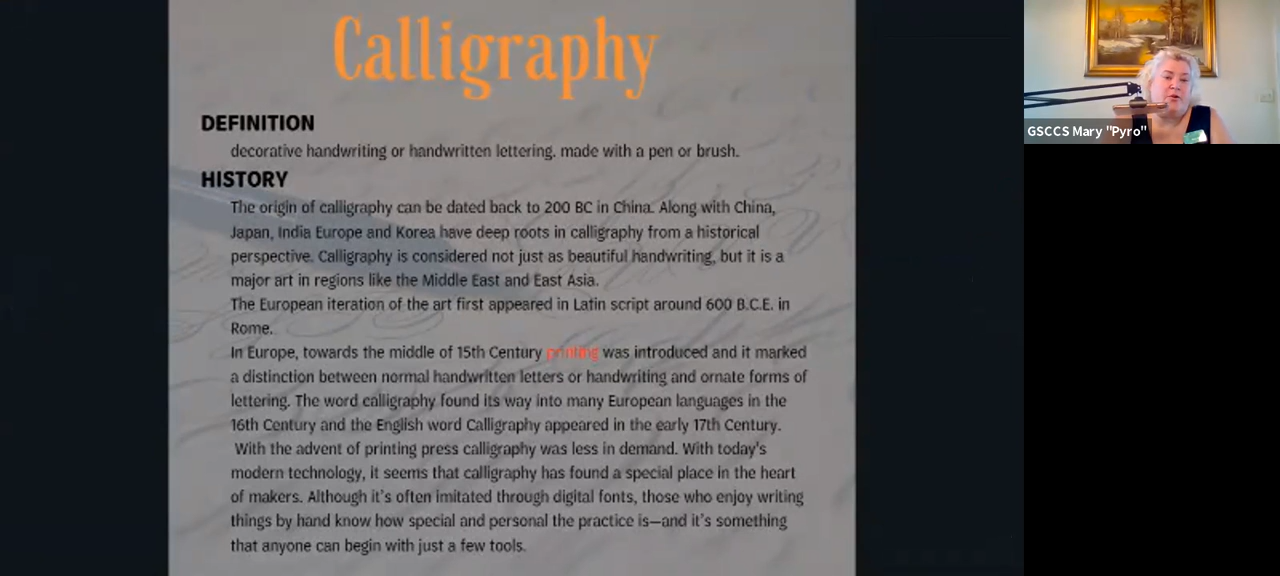 Calligraphy
DEFINITION
decorative handwriting or handwritten lettering. made with a pen or brush.
HISTORY
The origin of calligraphy can be dated back to 200 BC in China. Along with China,
Japan, India Europe and Korea have deep roots in calligraphy from a historical
perspective. Calligraphy is considered not just as beautiful handwriting, but it is a
major art in regions like the Middle East and East Asia.
The European iteration of the art first appeared in Latin script around 600 B.C.E. in
Rome.
In Europe, towards the middle of 15th Century printing was introduced and it marked
a distinction between normal handwritten letters or handwriting and ornate forms of
lettering. The word calligraphy found its way into many European languages in the
16th Century and the English word Calligraphy appeared in the early 17th Century.
With the advent of printing press calligraphy was less in demand. With today's
modern technology, it seems that calligraphy has found a special place in the heart
of makers. Although it's often imitated through digital fonts, those who enjoy writing
things by hand know how special and personal the practice is—and it's something
that anyone can begin with just a few tools.
GSCCS Mary "Pyro"